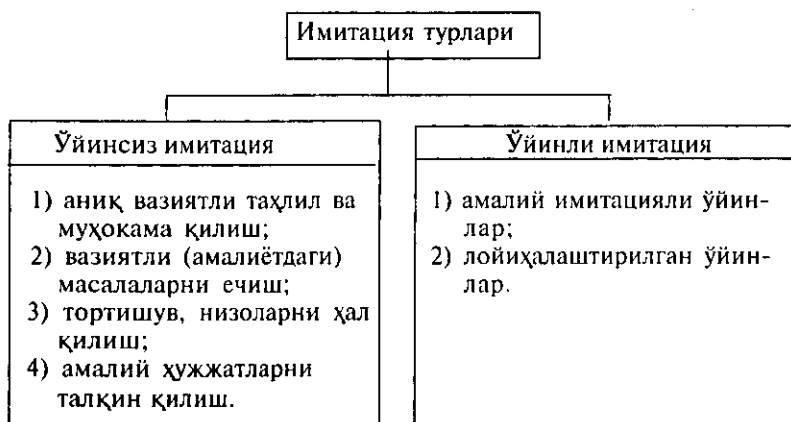 Имитация турлари
Ўйинсиз имитация
1) аниқ вазиятли таҳлил ва
муҳокама қилиш;
2) вазиятли (амалиётдаги)
масалаларни ечиш;
3) тортишув, низоларни ҳал
қилиш;
4) амалий ҳужжатларни
талқин қилиш.
Ўйинли имитация
1) амалий имитацияли ўйин-
лар;
2) лойиҳалаштирилган ўйин-
лар.